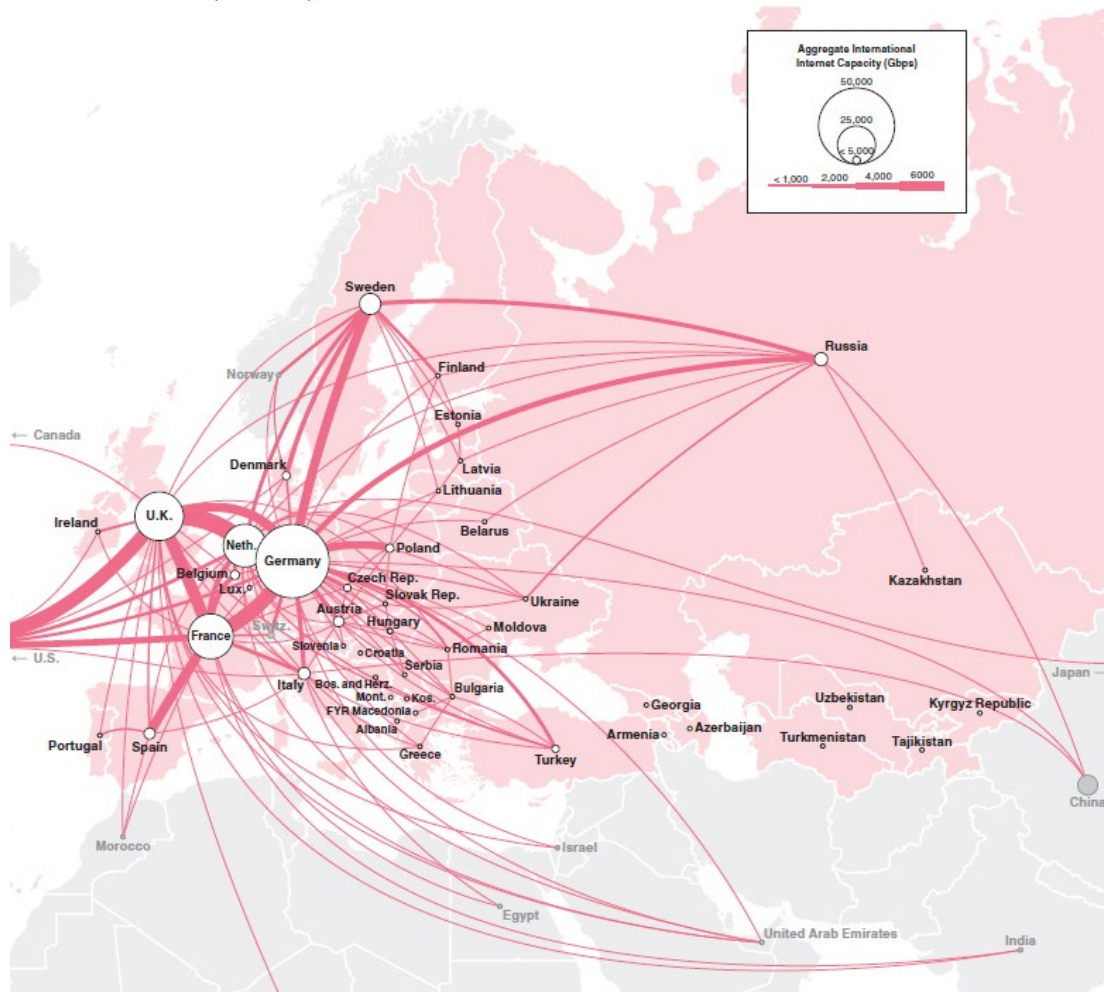 Aggregate International
Internet Capacity (Gbps)
50,000
25,000
< 5,000
< 1,000 2,000 4,000 6000
Sweden
Russia
Norway
Finland
Estonia
← Canada
Denmark
Latvia
Lithuania
U.K.
Ireland
Belarus
Neth.
Poland
Germany
Belgium
Czech Rep.
Kazakhstan
Lux.
Slovak Rep.
Ukraine
Austria
Hungary
Moldova
France
Switz.
Slovenia
Croatia
Romania
← U.S.
Serbia
Japan →
Italy
Bos. and Herz.
Bulgaria
Mont.
Kos.
Uzbekistan
Kyrgyz Republic
Georgia
FYR Macedonia
Azerbaijan
Albania
Armenia
Turkmenistan
Tajikistan
Portugal
Spain
Greece
Turkey
China
Morocco
Israel
Egypt
United Arab Emirates
India